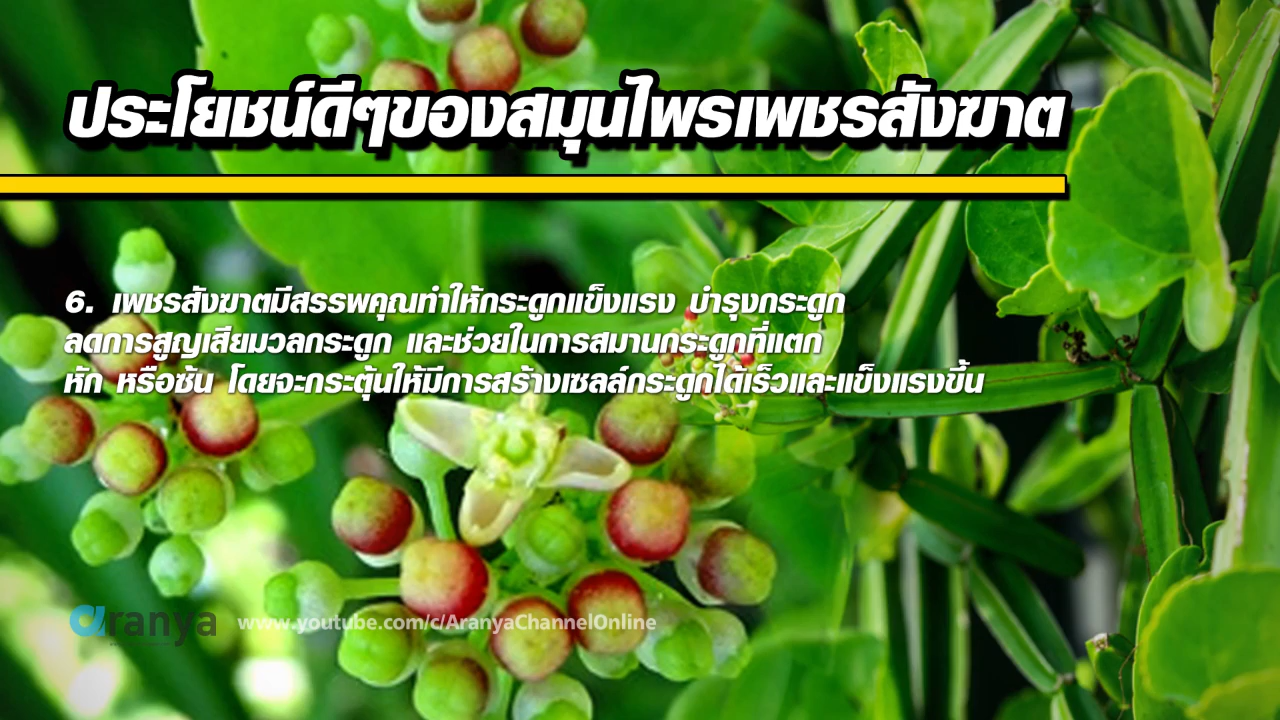 ประโยชน์ดีๆของสมุนไพรเพชรสังฆาต
6. เพชรสังฆาตมีสรรพคุณทำให้กระดูกแข็งแรง บำรุงกระดูก
ลดการสูญเสียมวลกระดูก และช่วยในการสมานกระดูกที่แตก
หัก หรือซ้น โดยจะกระตุ้นให้มีการสร้างเซลล์กระดูกได้เร็วและแข็งแรงขึ้น
aranya www.youtube.com/c/AranyaChannelOnline